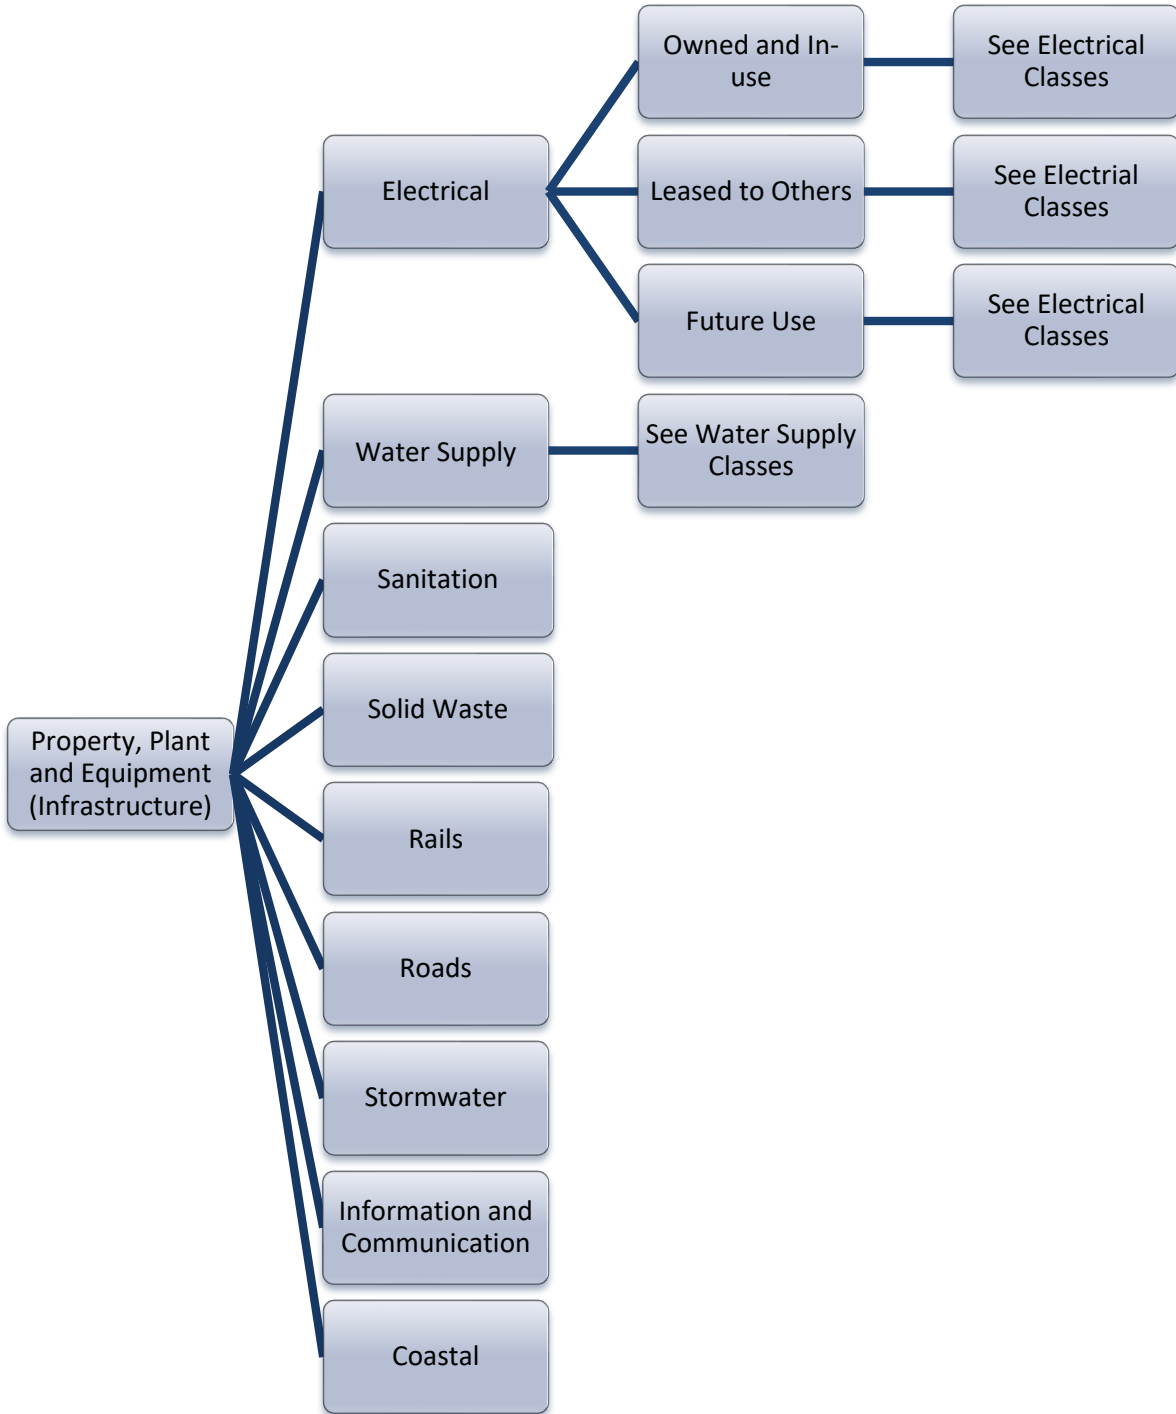 Owned and In-
use
See Electrical
Classes
Electrical
Leased to Others
See Electrial
Classes
Future Use
See Electrical
Classes
Water Supply
See Water Supply
Classes
Sanitation
Solid Waste
Property, Plant
and Equipment
(Infrastructure)
Rails
Roads
Stormwater
Information and
Communication
Coastal